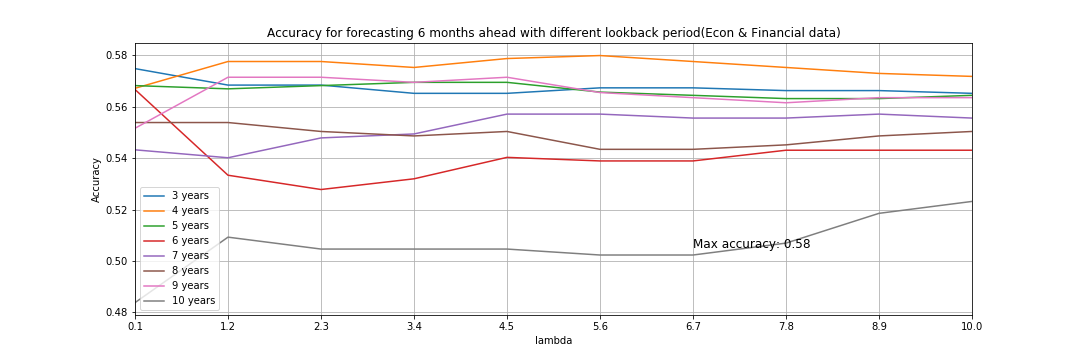 Accuracy for forecasting 6 months ahead with different lookback period(Econ & Financial data)
0.58
0.56
0.54
0.52
0.50
0.48
Accuracy
3 years
4 years
5 years
6 years
7 years
8 years
9 years
10 years
Max accuracy: 0.58
0.1 1.2 2.3 3.4 4.5 5.6 6.7 7.8 8.9 10.0
lambda